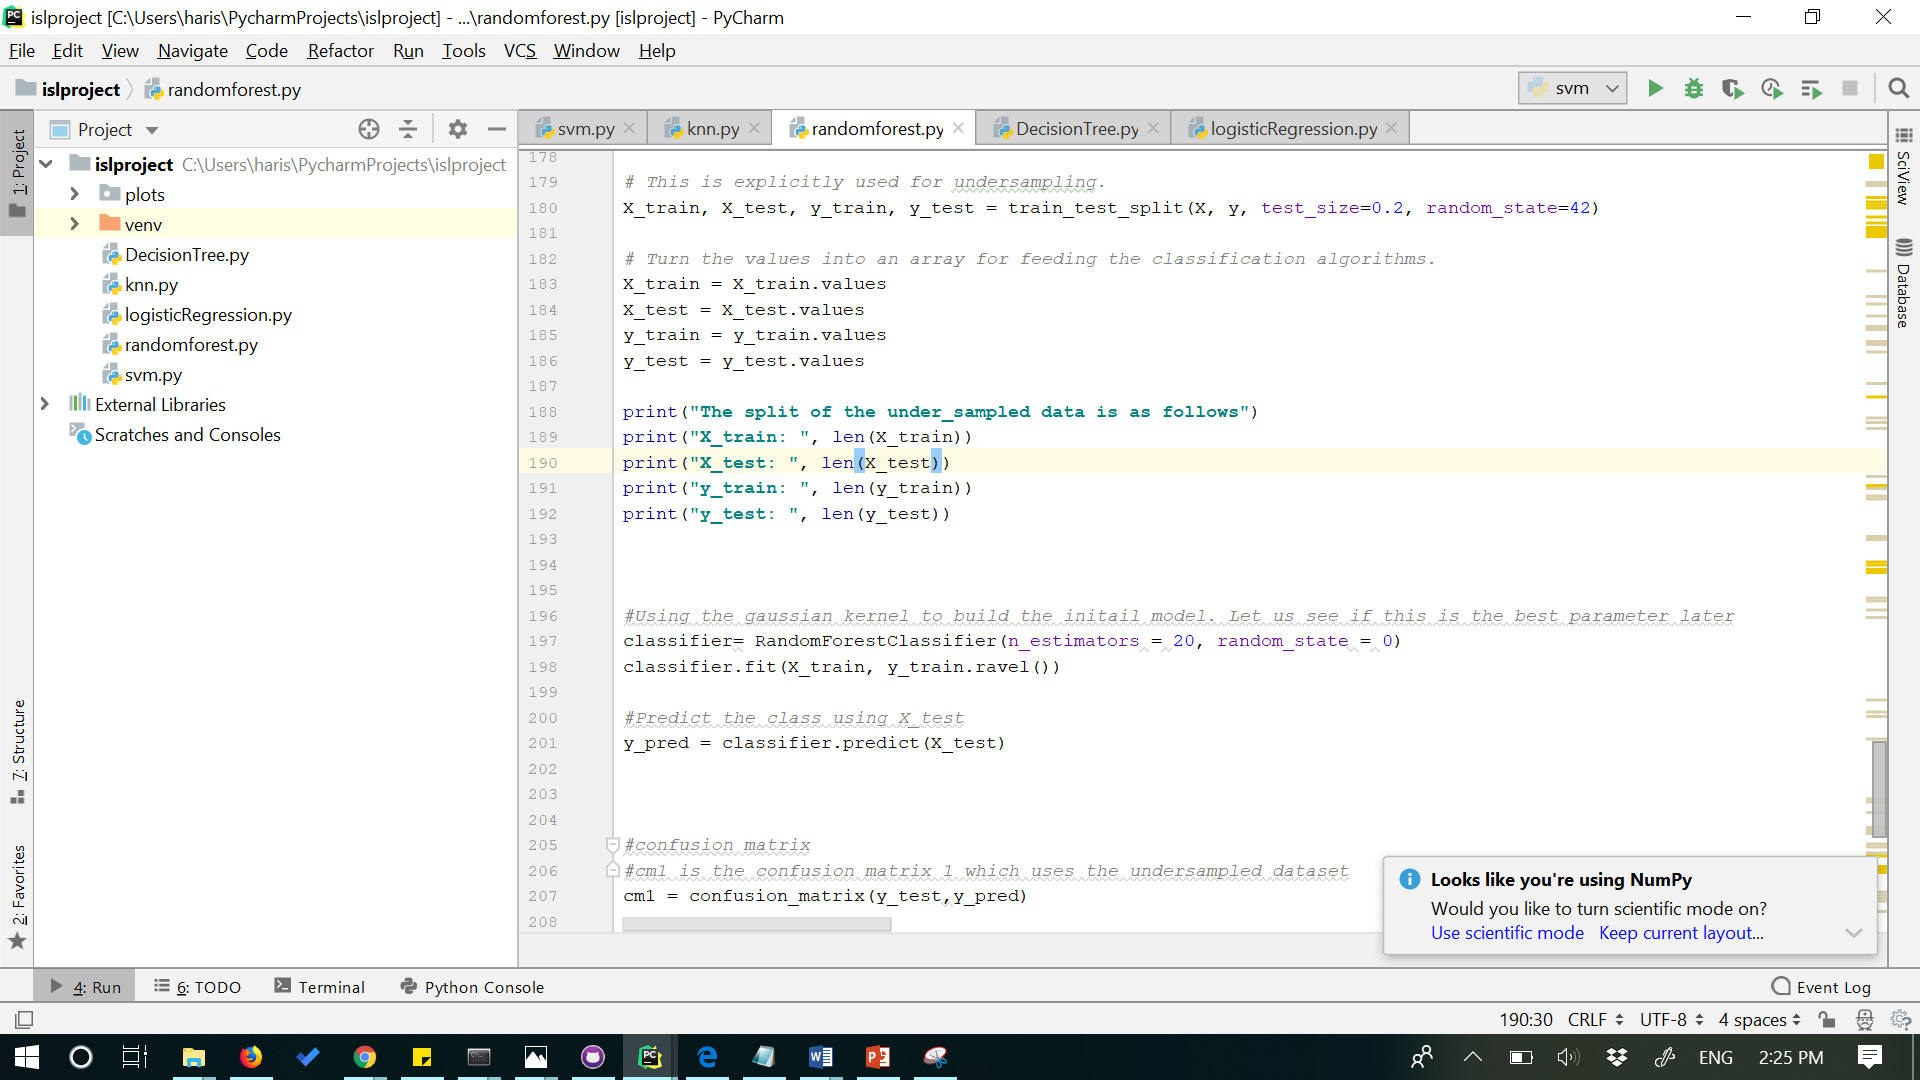 islproject [C:\Users\haris\PycharmProjects\islproject] - ...\randomforest.py [islproject] - PyCharm
File Edit View Navigate Code Refactor Run Tools VCS Window Help
islproject randomforest.py svm
1: Project
Project
svm.py knn.py randomforest.py DecisionTree.py logisticRegression.py
islproject C:\Users\haris\PycharmProjects\islproject
plots
venv
DecisionTree.py
knn.py
logisticRegression.py
randomforest.py
svm.py
External Libraries
Scratches and Consoles
178
179 # This is explicitly used for undersampling.
180 X_train, X_test, y_train, y_test = train_test_split(X, y, test_size=0.2, random_state=42)
181
182 # Turn the values into an array for feeding the classification algorithms.
183 X_train = X_train.values
184 X_test = X_test.values
185 y_train = y_train.values
186 y_test = y_test.values
187
188 print("The split of the under_sampled data is as follows")
189 print("X_train: ", len(X_train))
190 print("X_test: ", len(X_test))
191 print("y_train: ", len(y_train))
192 print("y_test: ", len(y_test))
193
194
195
196 #Using the gaussian kernel to build the initail model. Let us see if this is the best parameter later
197 classifier= RandomForestClassifier(n_estimators = 20, random_state = 0)
198 classifier.fit(X_train, y_train.ravel())
199
200 #Predict the class using X_test
201 y_pred = classifier.predict(X_test)
202
203
204
205 #confusion matrix
206 #cm1 is the confusion matrix 1 which uses the undersampled dataset
207 cm1 = confusion_matrix(y_test,y_pred)
208
SciView
Database
7: Structure
2: Favorites
Looks like you're using NumPy
Would you like to turn scientific mode on?
Use scientific mode Keep current layout...
4: Run 6: TODO Terminal Python Console Event Log
190:30 CRLF UTF-8 4 spaces
ENG 2:25 PM